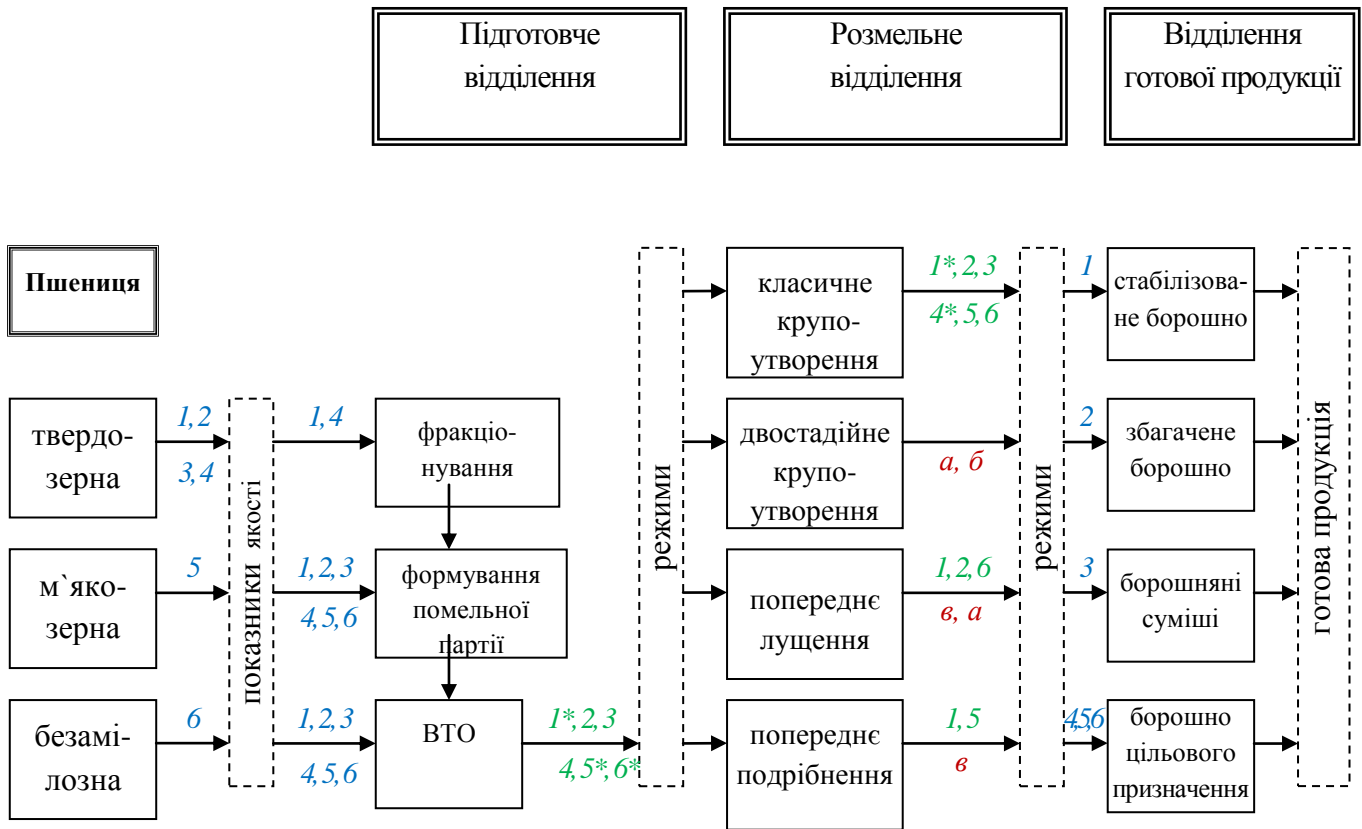 Підготовче
відділення
Розмельне
відділення
Відділення
готової продукції
Пшениця
твердо-
зерна
1,2
3,4
м`яко-
зерна
5
безамі-
лозна
6
показники якості
1,4
1,2,3
4,5,6
1,2,3
4,5,6
фракціо-
нування
формування
помельної
партії
ВТО
1*,2,3
4,5*,6*
режими
класичне
крупо-
утворення
1*,2,3
4*,5,6
двостадійне
крупо-
утворення
а, б
попереднє
лущення
1,2,6
в, а
попереднє
подрібнення
1,5
в
режими
1
стабілізова-
не борошно
2
збагачене
борошно
3
борошняні
суміші
4,5,6
борошно
цільового
призначення
готова продукція